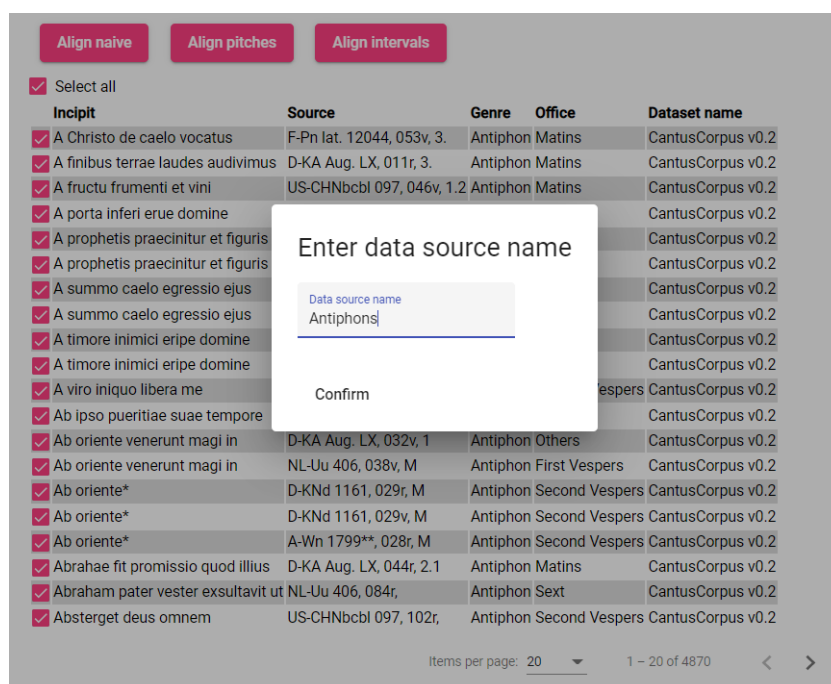 Align naive Align pitches Align intervals
Select all
Incipit Source Genre Office Dataset name
A Christo de caelo vocatus F-Pn lat. 12044, 053v, 3. Antiphon Matins CantusCorpus v0.2
A finibus terrae laudes audivimus D-KA Aug. LX, 011r, 3. Antiphon Matins CantusCorpus v0.2
A fructu frumenti et vini US-CHNbcbl 097, 046v, 1.2 Antiphon Matins CantusCorpus v0.2
A porta inferi erue domine CantusCorpus v0.2
A prophetis praecinitur et figuris CantusCorpus v0.2
A prophetis praecinitur et figuris CantusCorpus v0.2
A summo caelo egressio ejus CantusCorpus v0.2
A summo caelo egressio ejus CantusCorpus v0.2
A timore inimici eripe domine CantusCorpus v0.2
A timore inimici eripe domine CantusCorpus v0.2
A viro iniquo libera me espers CantusCorpus v0.2
Ab ipso pueritiae suae tempore CantusCorpus v0.2
Enter data source name
Data source name
Antiphons
Confirm
Ab oriente venerunt magi in D-KA Aug. LX, 032v, 1 Antiphon Others CantusCorpus v0.2
Ab oriente venerunt magi in NL-Uu 406, 038v, M Antiphon First Vespers CantusCorpus v0.2
Ab oriente* D-KNd 1161, 029r, M Antiphon Second Vespers CantusCorpus v0.2
Ab oriente* D-KNd 1161, 029v, M Antiphon Second Vespers CantusCorpus v0.2
Ab oriente* A-Wn 1799**, 028r, M Antiphon Second Vespers CantusCorpus v0.2
Abrahae fit promissio quod illius D-KA Aug. LX, 044r, 2.1 Antiphon Matins CantusCorpus v0.2
Abraham pater vester exsultavit ut NL-Uu 406, 084r, Antiphon Sext CantusCorpus v0.2
Absterget deus omnem US-CHNbcbl 097, 102r, Antiphon Second Vespers CantusCorpus v0.2
Items per page: 20 1 – 20 of 4870